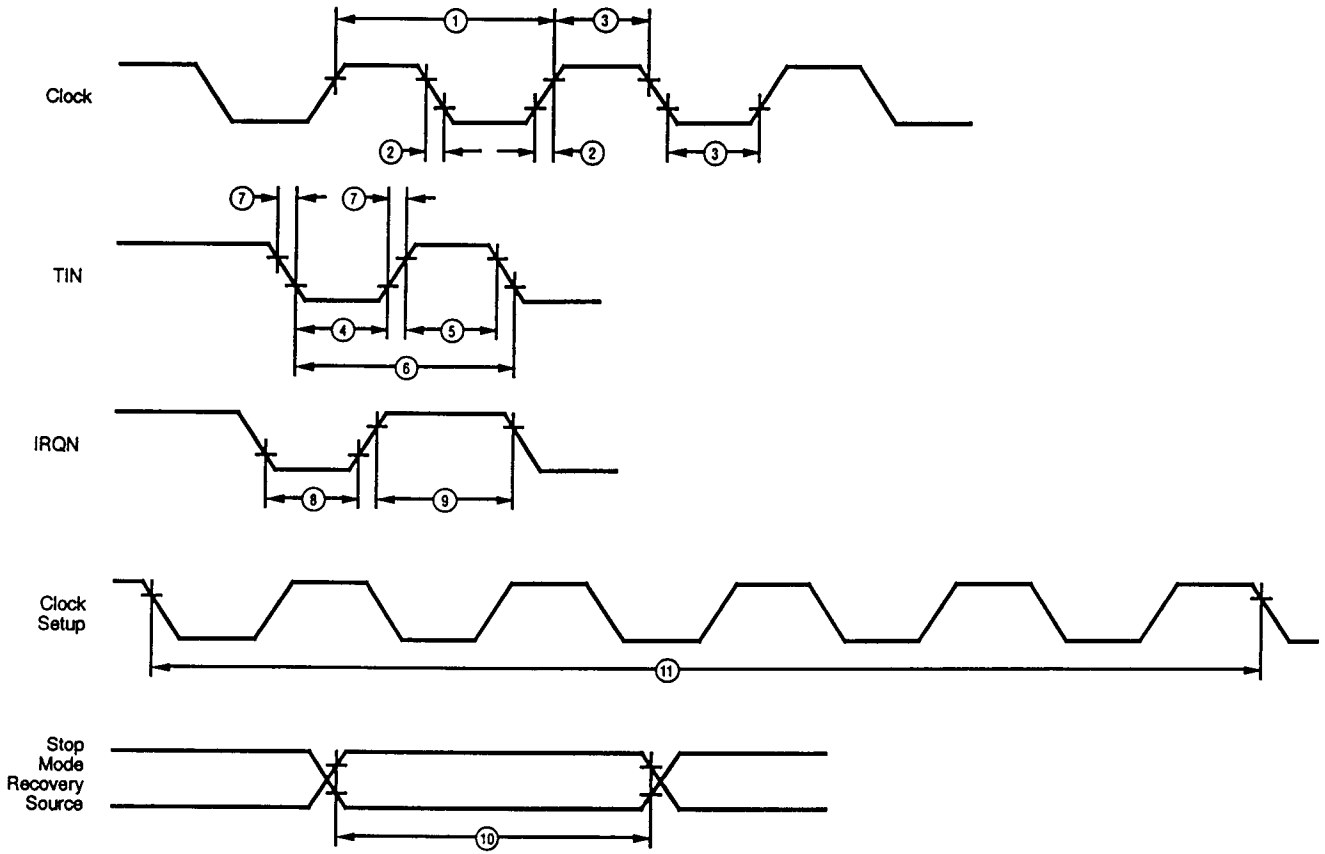 1 3
Clock
2 2 3
7 7
TIN
4 5
6
IRQN
8 9
Clock
Setup
11
Stop
Mode
Recovery
Source
10